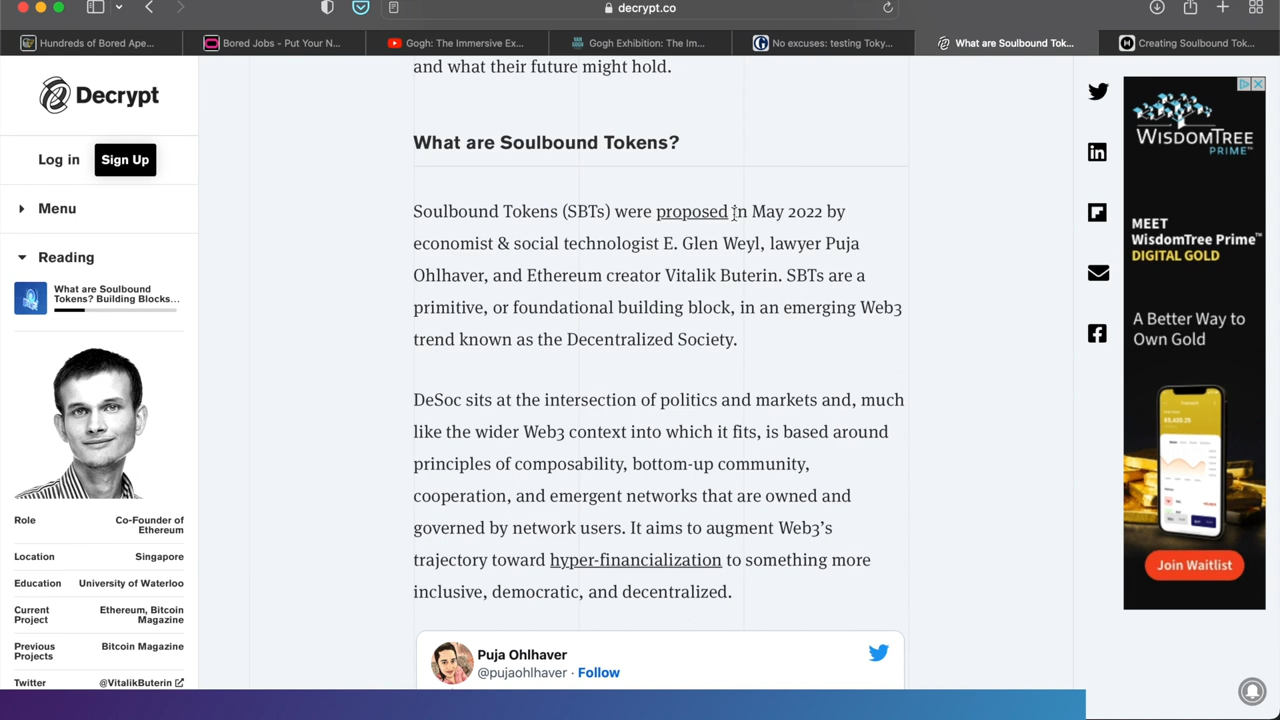 decrypt.co
Hundreds of Bored Ape...
Bored Jobs - Put Your N...
Gogh: The Immersive Ex...
Gogh Exhibition: The Im...
No excuses: testing Toky...
What are Soulbound Tok...
Creating Soulbound Tok...
Decrypt
Log in
Sign Up
Menu
Reading
What are Soulbound
Tokens? Building Blocks...
Role Co-Founder of
Ethereum
Location Singapore
Education University of Waterloo
Current Ethereum, Bitcoin
Project Magazine
Previous Bitcoin Magazine
Projects
Twitter @VitalikButerin
and what their future might hold.
What are Soulbound Tokens?
Soulbound Tokens (SBTs) were proposed in May 2022 by
economist & social technologist E. Glen Weyl, lawyer Puja
Ohlhaver, and Ethereum creator Vitalik Buterin. SBTs are a
primitive, or foundational building block, in an emerging Web3
trend known as the Decentralized Society.
DeSoc sits at the intersection of politics and markets and, much
like the wider Web3 context into which it fits, is based around
principles of composability, bottom-up community,
cooperation, and emergent networks that are owned and
governed by network users. It aims to augment Web3’s
trajectory toward hyper-financialization to something more
inclusive, democratic, and decentralized.
Puja Ohlhaver
@pujaohlhaver · Follow
WISDOMTREE
PRIME™
MEET
WisdomTree Prime™
DIGITAL GOLD
A Better Way to
Own Gold
Join Waitlist